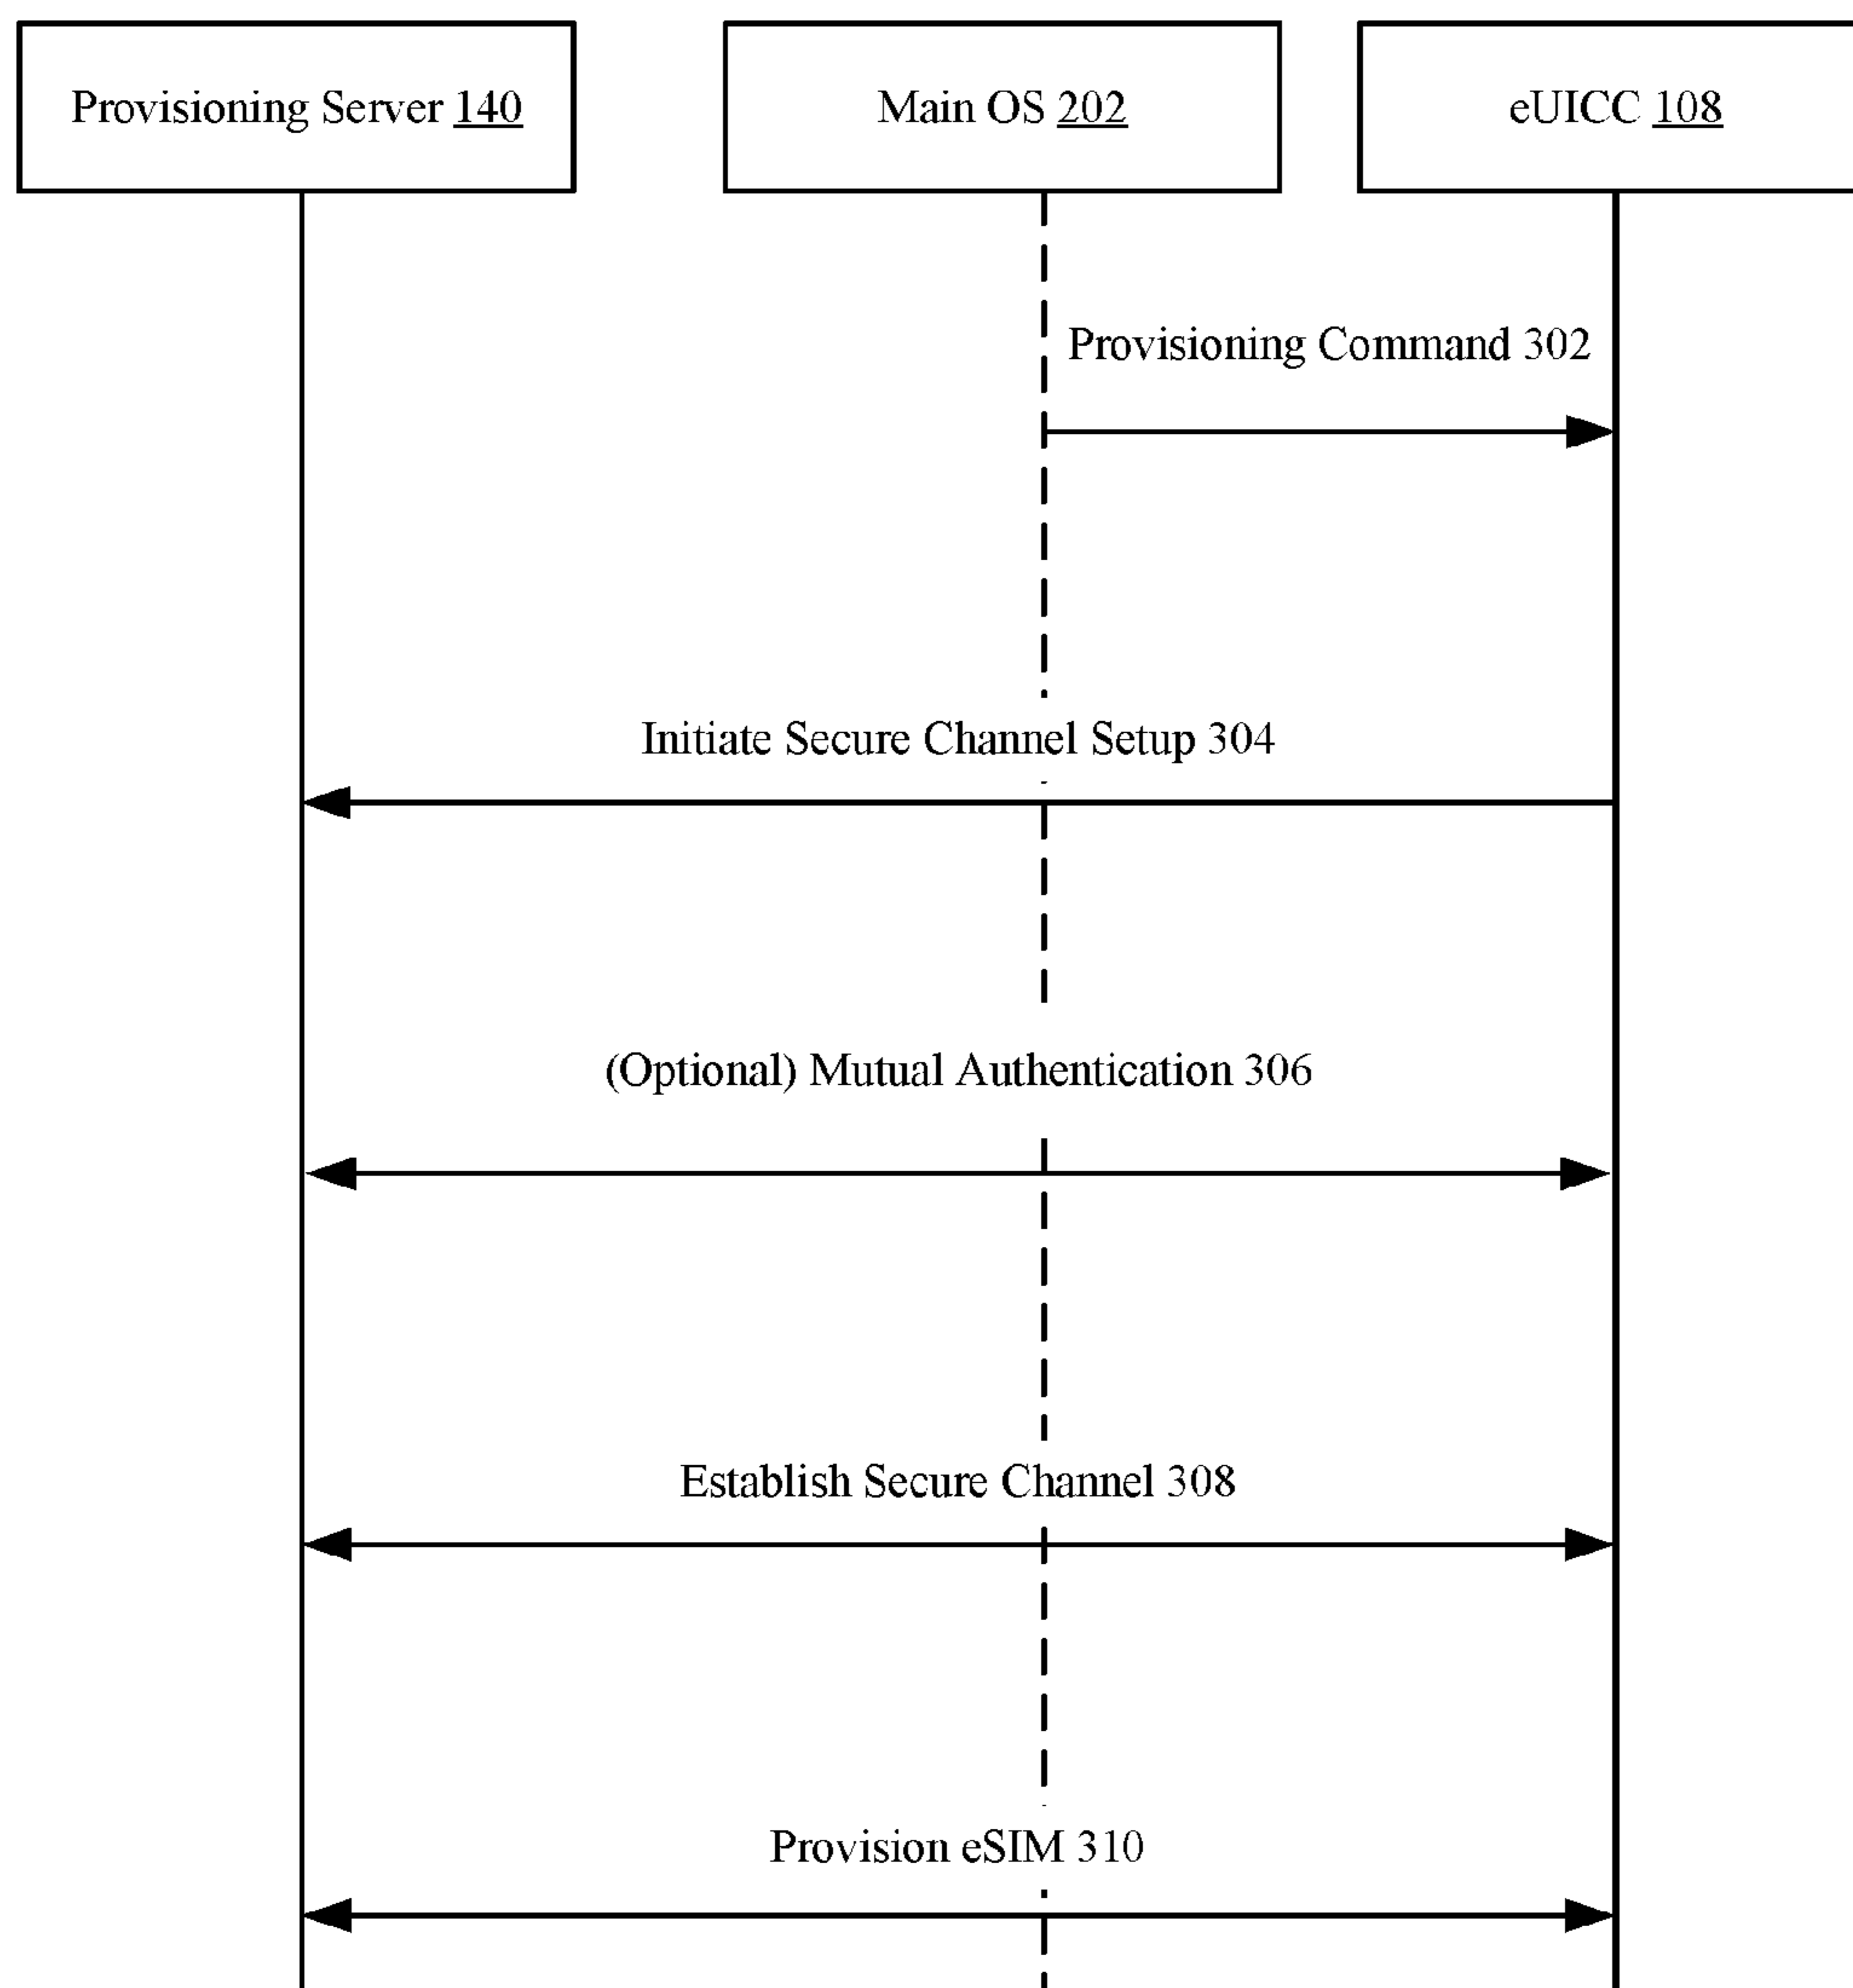 Provisioning Server 140
Main OS 202
eUICC 108
Provisioning Command 302
Initiate Secure Channel Setup 304
(Optional) Mutual Authentication 306
Establish Secure Channel 308
Provision eSIM 310